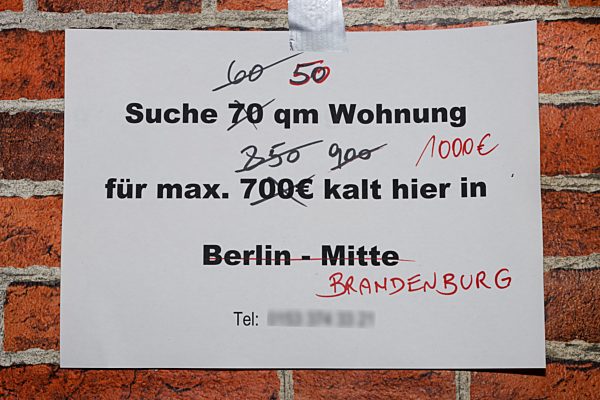 60 50
Suche 70 qm Wohnung
850 900 1000€
für max. 700€ kalt hier in
Berlin - Mitte
BRANDENBURG
Tel: